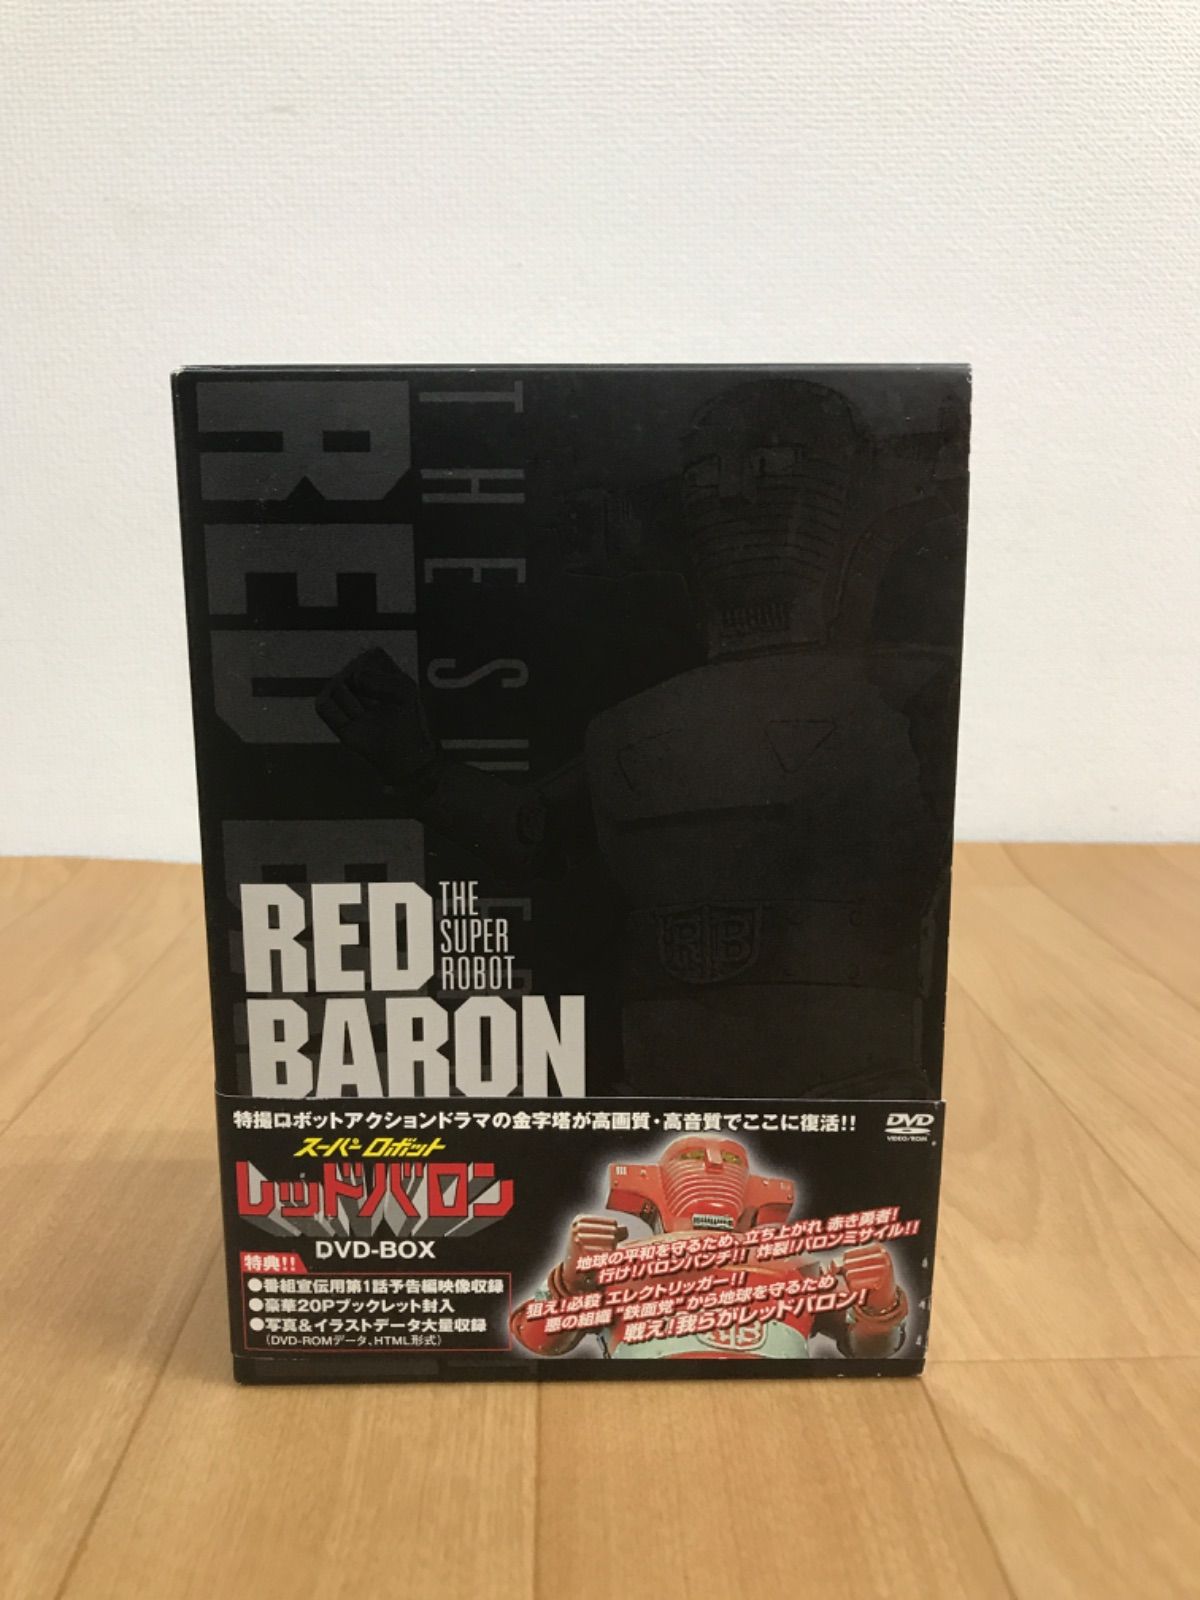 RED
THE SUPER
RED
BARON
THE
SUPER
ROBOT
RB
特撮ロボットアクションドラマの金字塔が高画質・高音質でここに復活!!
DVD
VIDEO/ROM
スーパーロボット
レッドバロン
DVD-BOX
特典!!
●番組宣伝用第1話予告編映像収録
●豪華20Pブックレット封入
●写真&イラストデータ大量収録
(DVD-ROMデータ、HTML形式)
地球の平和を守るため、立ち上がれ 赤き勇者!
行け!バロンパンチ!! 炸裂!バロンミサイル!!
狙え!必殺 エレクトリッガー!!
悪の組織 "鉄面党" から地球を守るため
戦え!我らがレッドバロン!